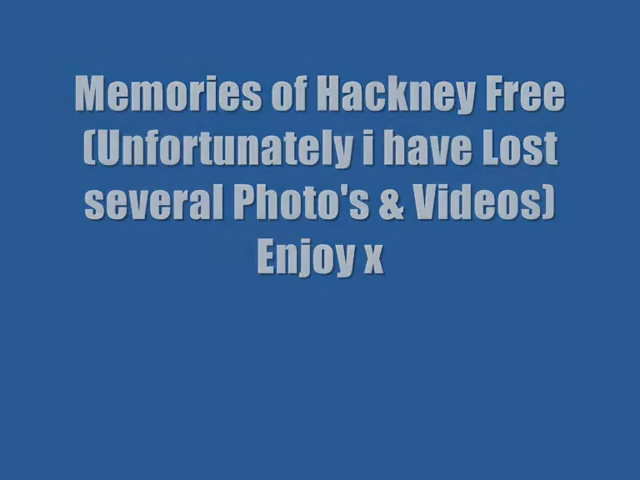 Memories of Hackney Free
(Unfortunately i have Lost
several Photo's & Videos)
Enjoy x